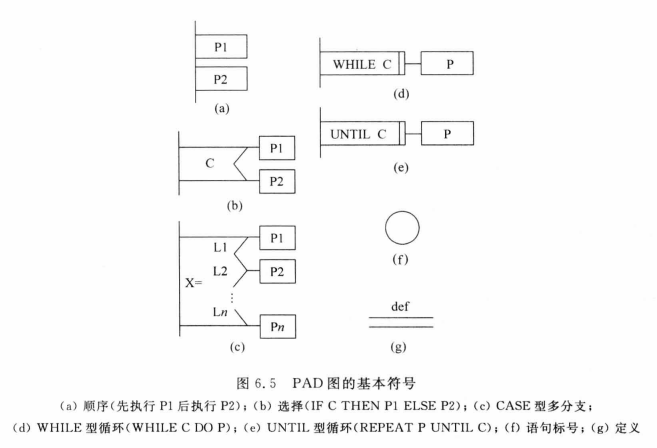 P1
P2
(a)
C
P1
P2
(b)
X=
L1
L2
⋮
Ln
P1
P2
Pn
(c)
WHILE C
P
(d)
UNTIL C
P
(e)
(f)
def
(g)
图 6.5 PAD 图的基本符号
(a) 顺序(先执行 P1 后执行 P2); (b) 选择(IF C THEN P1 ELSE P2); (c) CASE 型多分支;
(d) WHILE 型循环(WHILE C DO P); (e) UNTIL 型循环(REPEAT P UNTIL C); (f) 语句标号; (g) 定义